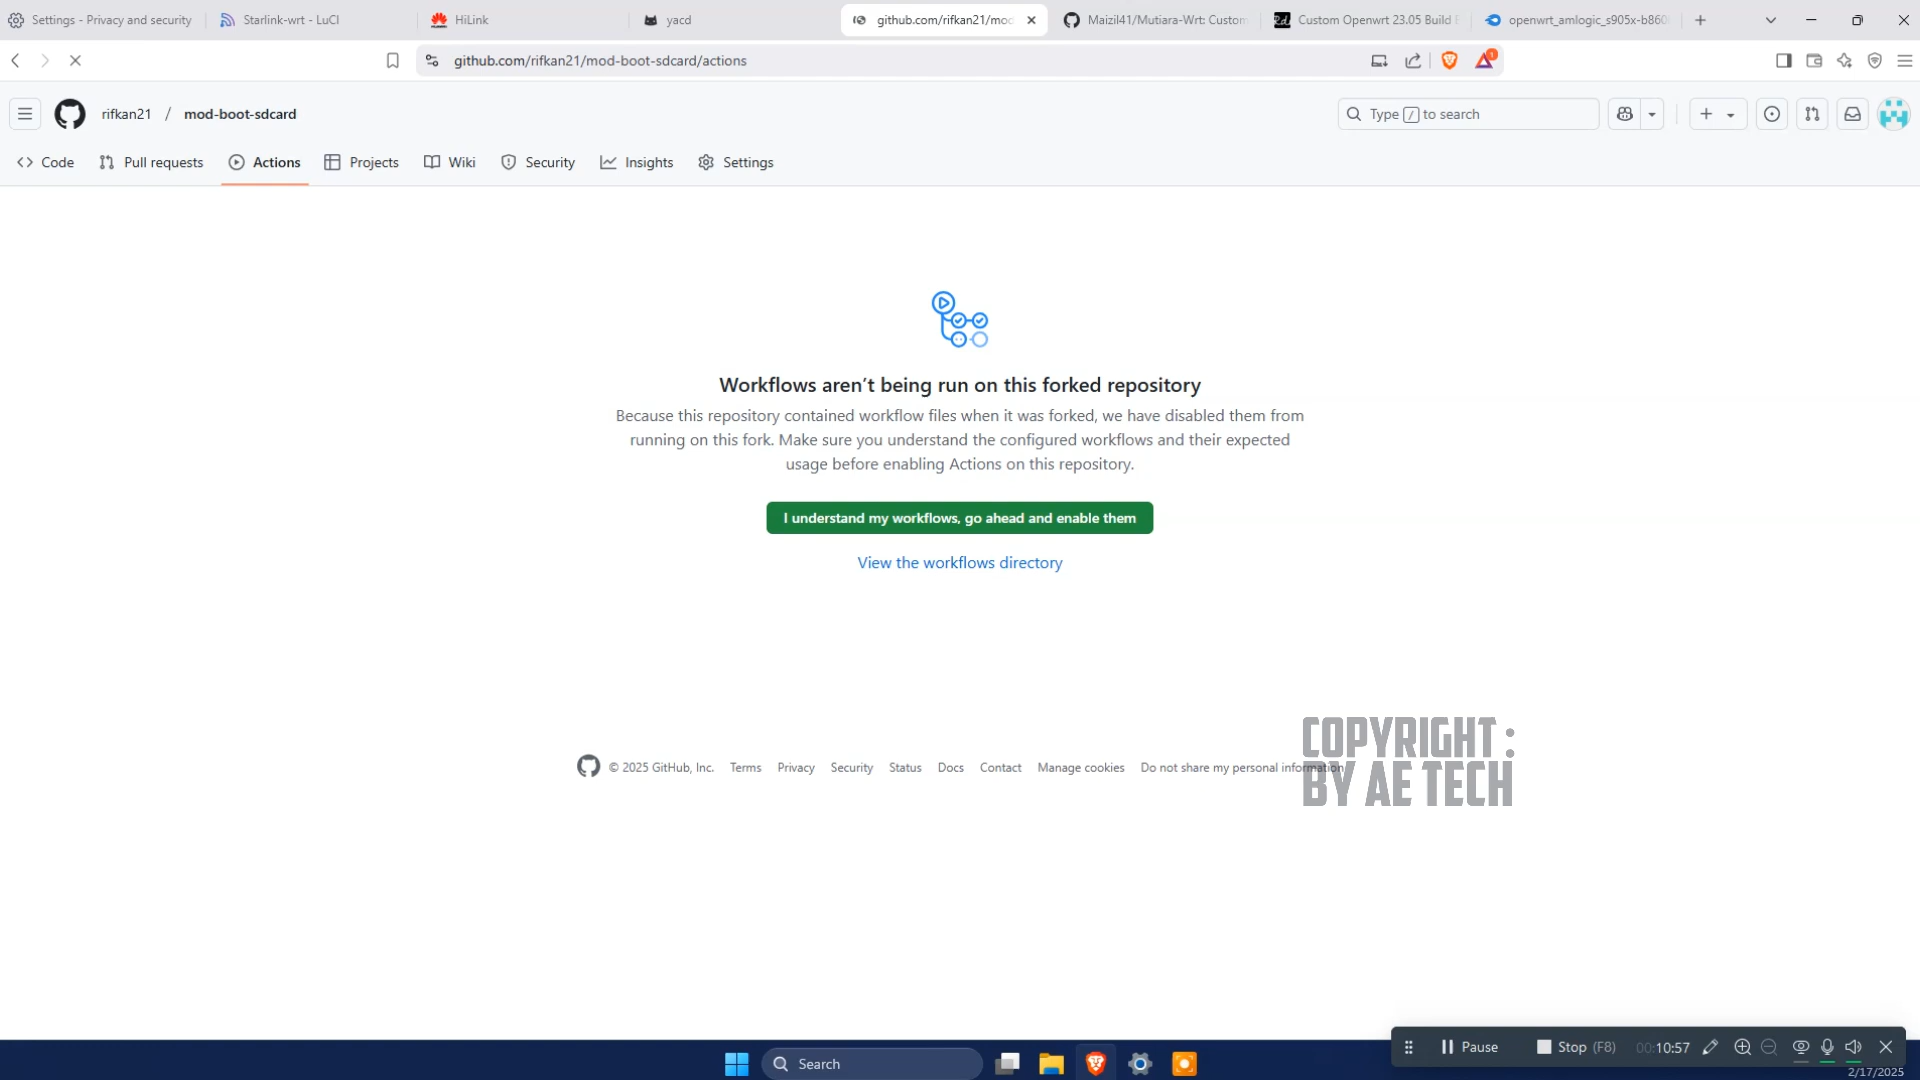 Settings - Privacy and security
Starlink-wrt - LuCI
HiLink
yacd
github.com/rifkan21/mod
Maizil41/Mutiara-Wrt: Custom
Custom Openwrt 23.05 Build
openwrt_amlogic_s905x-b860
github.com/rifkan21/mod-boot-sdcard/actions
1
rifkan21 / mod-boot-sdcard
Type / to search
Code
Pull requests
Actions
Projects
Wiki
Security
Insights
Settings
Workflows aren’t being run on this forked repository
Because this repository contained workflow files when it was forked, we have disabled them from
running on this fork. Make sure you understand the configured workflows and their expected
usage before enabling Actions on this repository.
I understand my workflows, go ahead and enable them
View the workflows directory
COPYRIGHT :
BY AE TECH
© 2025 GitHub, Inc.
Terms
Privacy
Security
Status
Docs
Contact
Manage cookies
Do not share my personal information
Pause
Stop (F8)
00:10:57
Search
2/17/2025